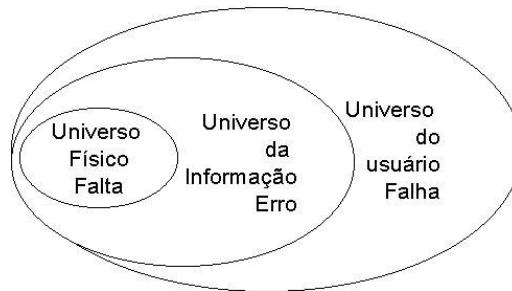 Universo
Físico
Falta
Universo
da
Informação
Erro
Universo
do
usuário
Falha